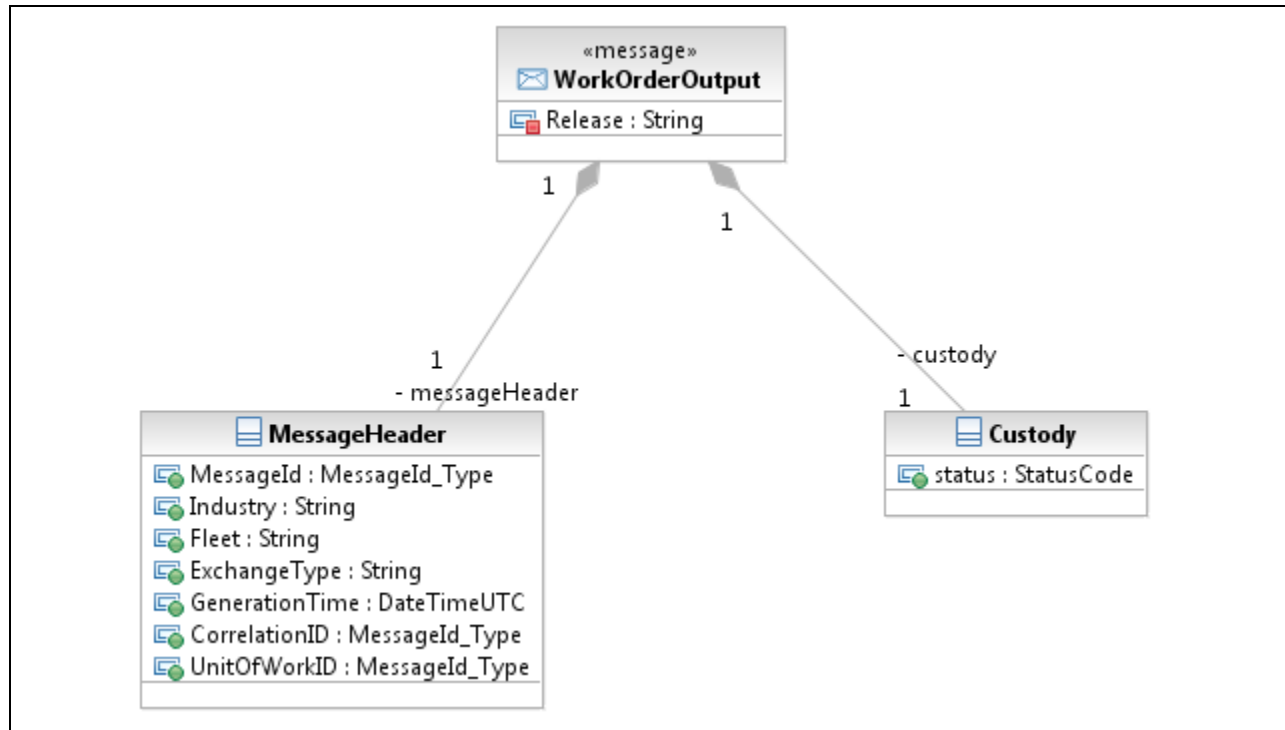 «message»
WorkOrderOutput
Release : String
1
1
1
- messageHeader
- custody
1
MessageHeader
MessageId : MessageId_Type
Industry : String
Fleet : String
ExchangeType : String
GenerationTime : DateTimeUTC
CorrelationID : MessageId_Type
UnitOfWorkID : MessageId_Type
Custody
status : StatusCode